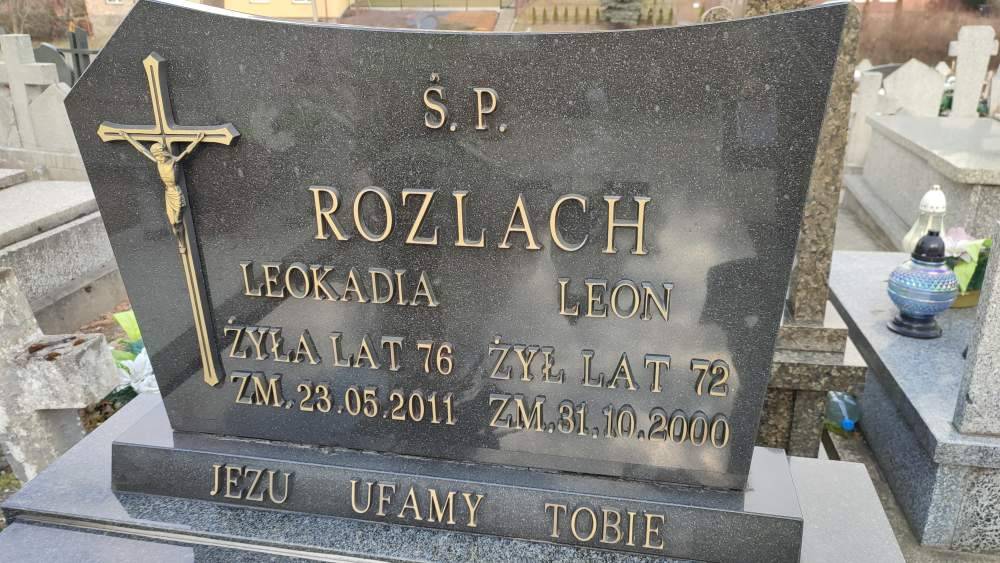 Ś. P.
ROZLACH
LEOKADIA LEON
ŻYŁA LAT 76 ŻYŁ LAT 72
ZM. 23.05.2011 ZM. 31.10.2000
JEZU UFAMY TOBIE